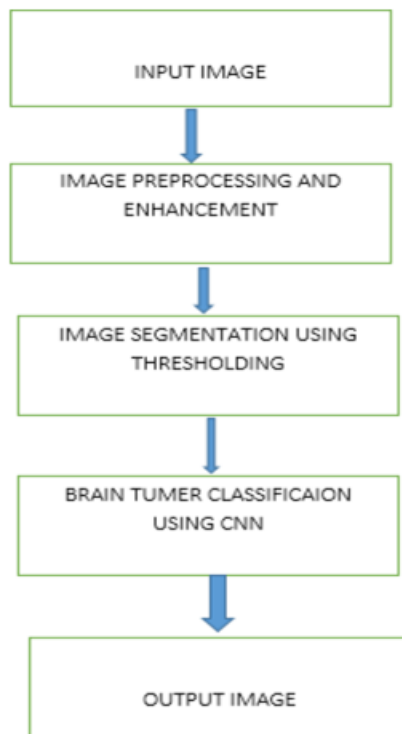 INPUT IMAGE
IMAGE PREPROCESSING AND
ENHANCEMENT
IMAGE SEGMENTATION USING
THRESHOLDING
BRAIN TUMER CLASSIFICAION
USING CNN
OUTPUT IMAGE